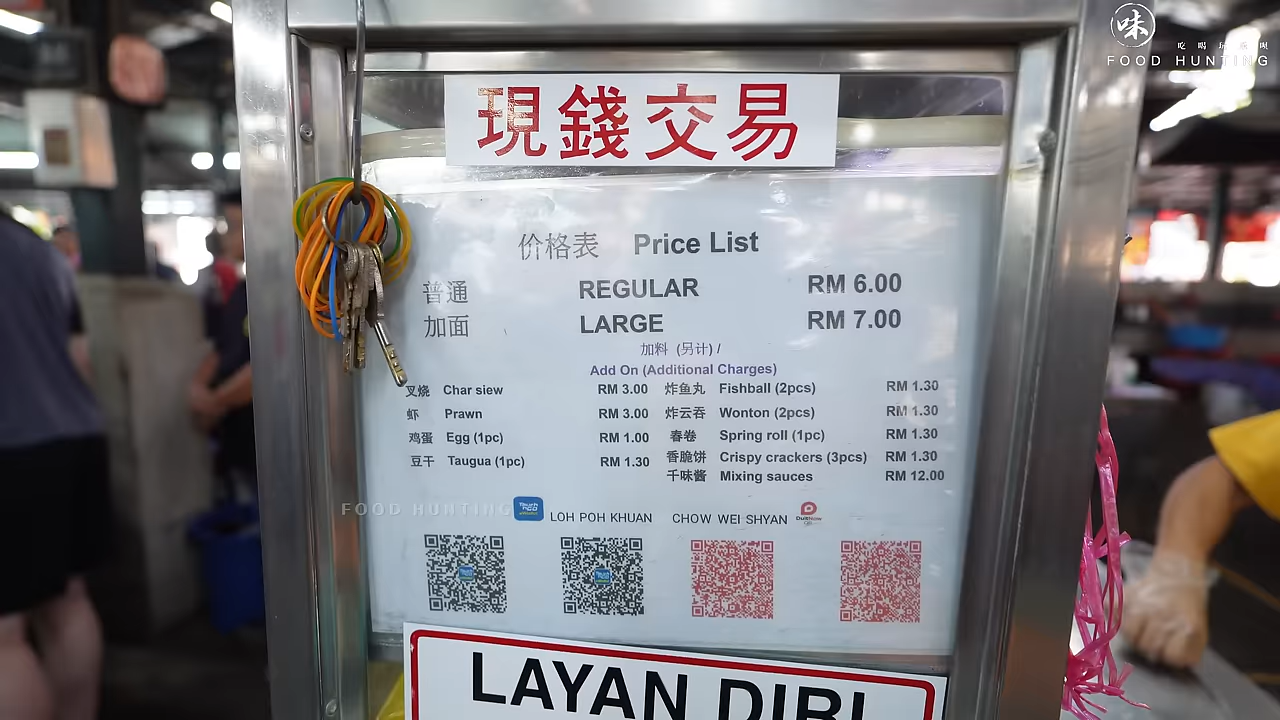 味
吃 喝 玩
FOOD HUNTING
現錢交易
价格表 Price List
普通 REGULAR RM 6.00
加面 LARGE RM 7.00
加料 (另计) /
Add On (Additional Charges)
叉烧 Char siew RM 3.00 炸鱼丸 Fishball (2pcs) RM 1.30
虾 Prawn RM 3.00 炸云吞 Wonton (2pcs) RM 1.30
鸡蛋 Egg (1pc) RM 1.00 春卷 Spring roll (1pc) RM 1.30
豆干 Taugua (1pc) RM 1.30 香脆饼 Crispy crackers (3pcs) RM 1.30
千味酱 Mixing sauces RM 12.00
FOOD HUNTING
Touch 'n GO eWallet LOH POH KHUAN CHOW WEI SHYAN DuitNow
LAYAN DIRI